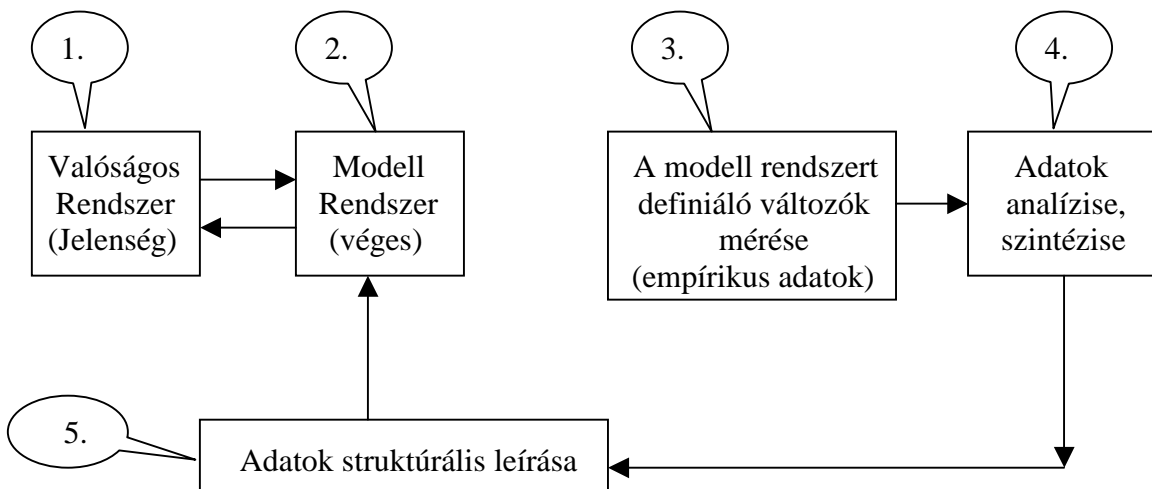 1.
2.
3.
4.
Valóságos
Rendszer
(Jelenség)
Modell
Rendszer
(véges)
A modell rendszert
definiáló változók
mérése
(empírikus adatok)
Adatok
analízise,
szintézise
5.
Adatok struktúrális leírása